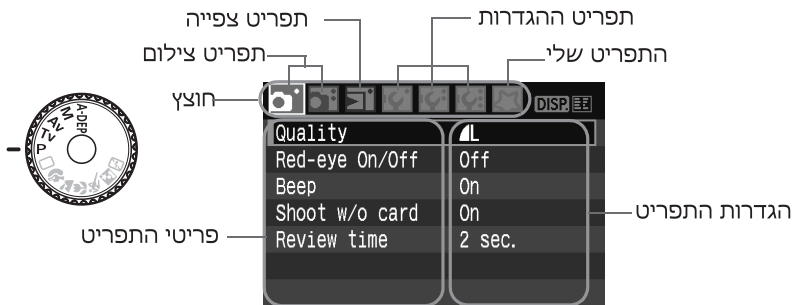 תפריט ההגדרות
תפריט צפייה
תפריט צילום
התפריט שלי
חוצץ
A-DEP
M
Av
Tv
P
DISP.
Quality L
Red-eye On/Off Off
Beep On
Shoot w/o card On
Review time 2 sec.
הגדרות התפריט
פריטי התפריט